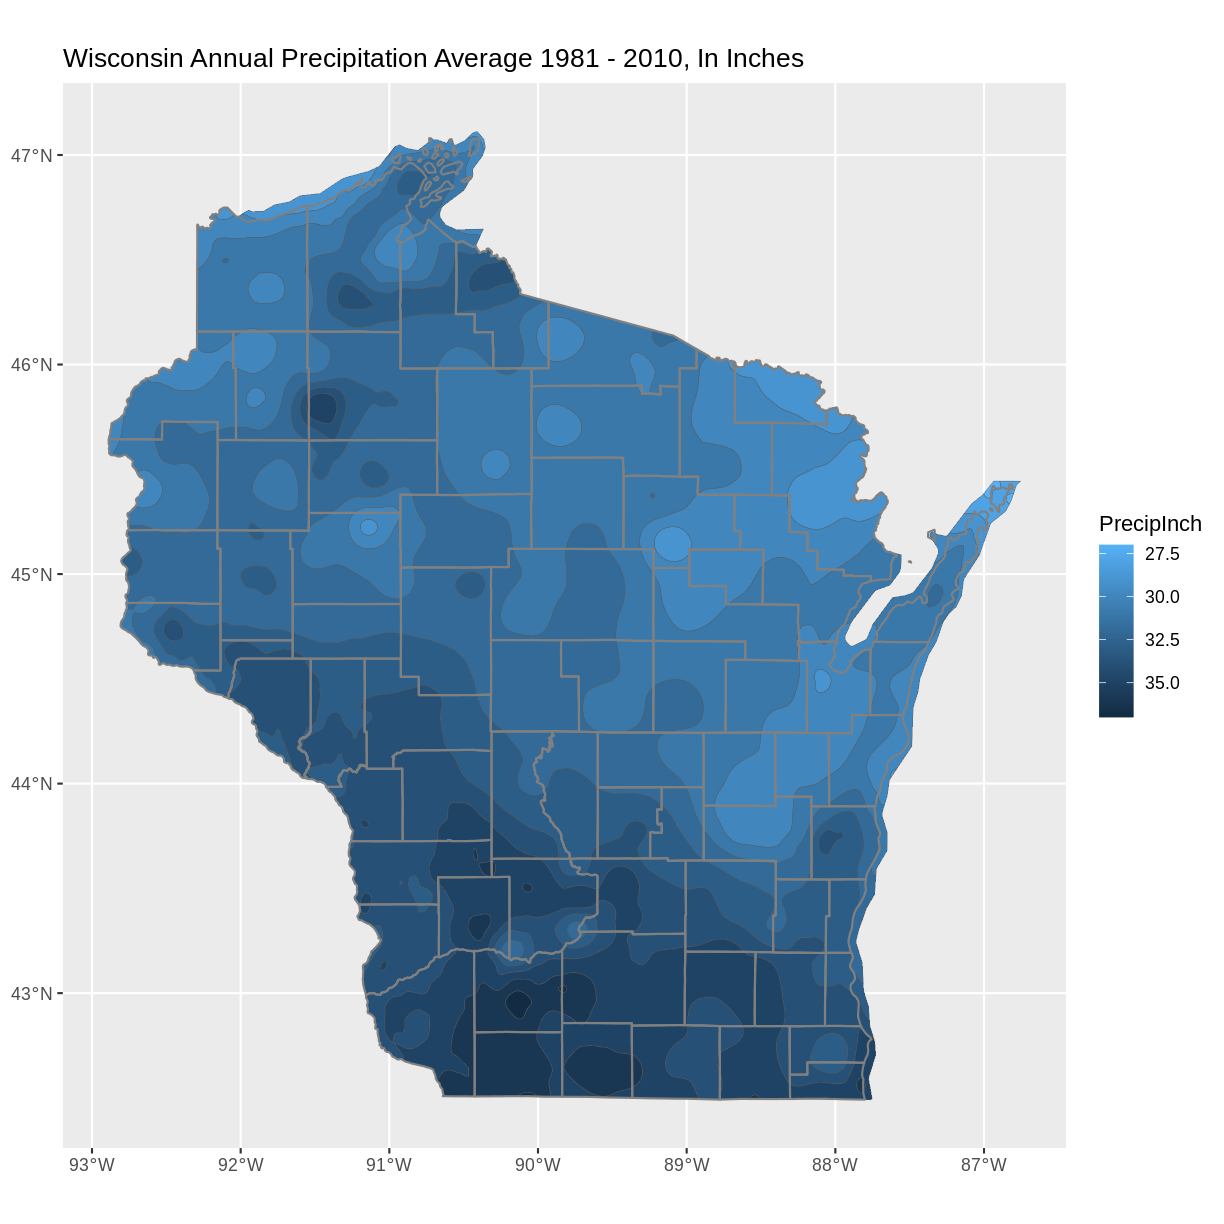 Wisconsin Annual Precipitation Average 1981 - 2010, In Inches
47°N
46°N
45°N
44°N
43°N
93°W
92°W
91°W
90°W
89°W
88°W
87°W
PrecipInch
27.5
30.0
32.5
35.0